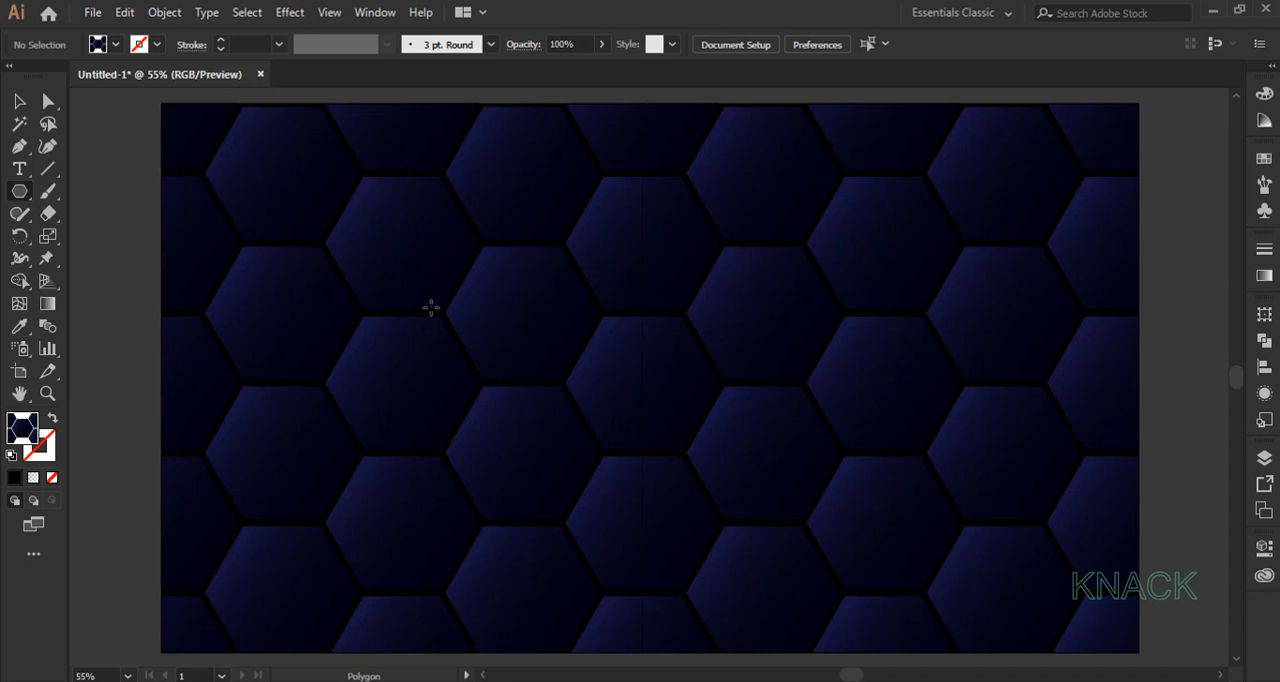 Ai File Edit Object Type Select Effect View Window Help Essentials Classic Search Adobe Stock
No Selection Stroke: 3 pt. Round Opacity: 100% Style: Document Setup Preferences
Untitled-1* @ 55% (RGB/Preview)
KNACK
55% 1 Polygon